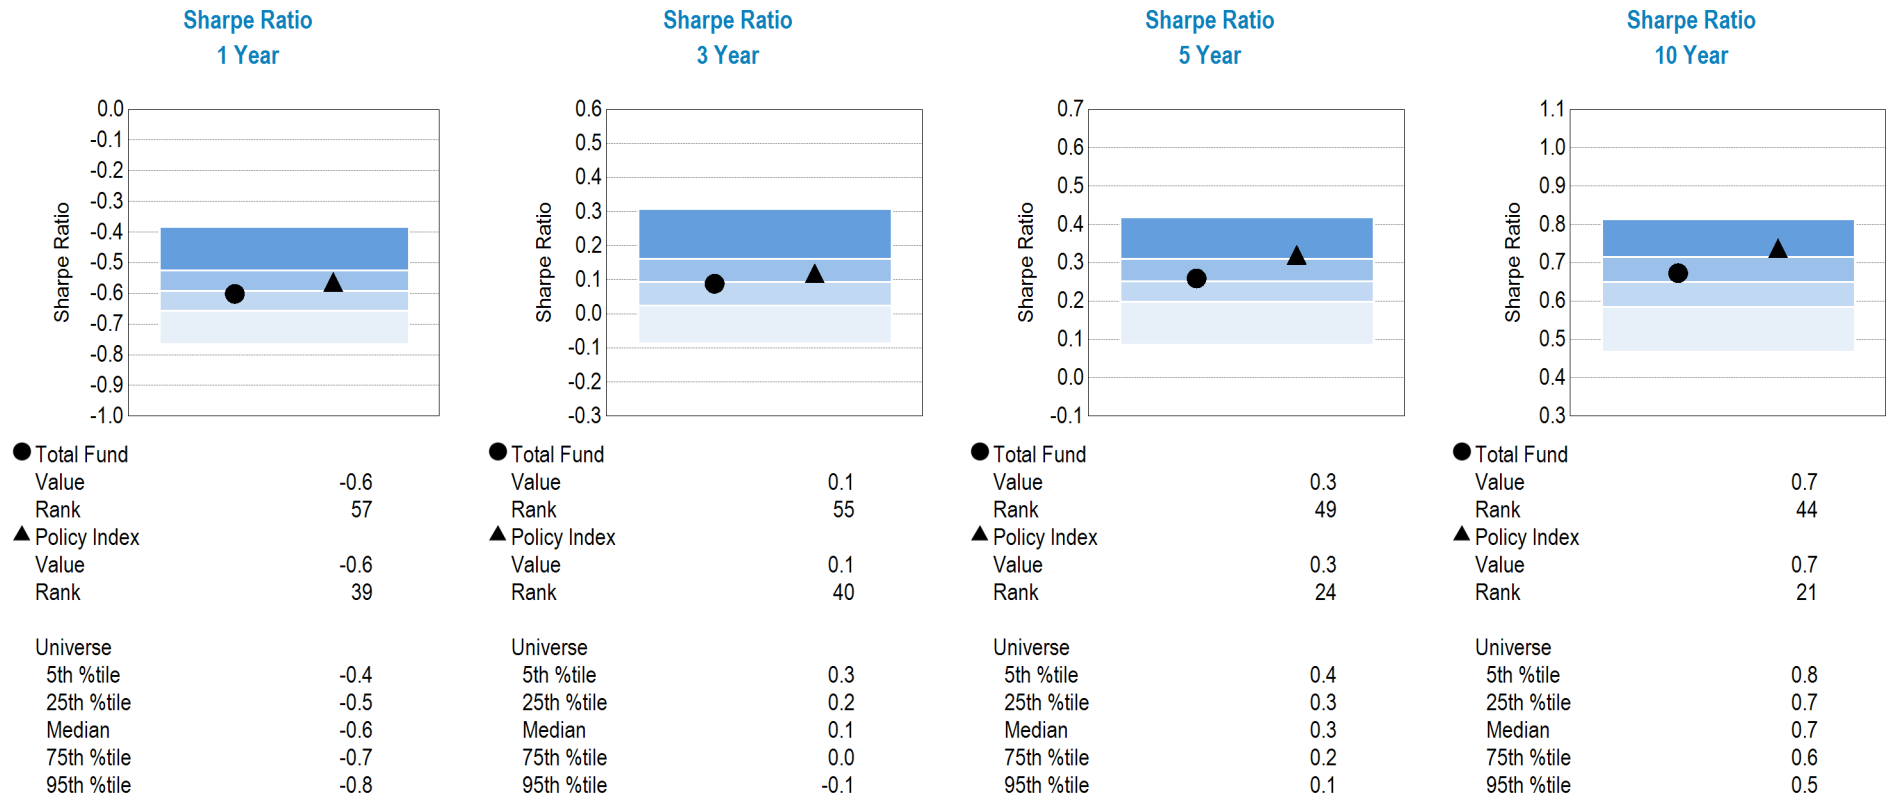 Sharpe Ratio
1 Year
0.0
-0.1
-0.2
-0.3
-0.4
-0.5
-0.6
-0.7
-0.8
-0.9
-1.0
Sharpe Ratio
Total Fund
Value -0.6
Rank 57
Policy Index
Value -0.6
Rank 39
Universe
5th %tile -0.4
25th %tile -0.5
Median -0.6
75th %tile -0.7
95th %tile -0.8
Sharpe Ratio
3 Year
0.6
0.5
0.4
0.3
0.2
0.1
0.0
-0.1
-0.2
-0.3
Sharpe Ratio
Total Fund
Value 0.1
Rank 55
Policy Index
Value 0.1
Rank 40
Universe
5th %tile 0.3
25th %tile 0.2
Median 0.1
75th %tile 0.0
95th %tile -0.1
Sharpe Ratio
5 Year
0.7
0.6
0.5
0.4
0.3
0.2
0.1
0.0
-0.1
Sharpe Ratio
Total Fund
Value 0.3
Rank 49
Policy Index
Value 0.3
Rank 24
Universe
5th %tile 0.4
25th %tile 0.3
Median 0.3
75th %tile 0.2
95th %tile 0.1
Sharpe Ratio
10 Year
1.1
1.0
0.9
0.8
0.7
0.6
0.5
0.4
0.3
Sharpe Ratio
Total Fund
Value 0.7
Rank 44
Policy Index
Value 0.7
Rank 21
Universe
5th %tile 0.8
25th %tile 0.7
Median 0.7
75th %tile 0.6
95th %tile 0.5